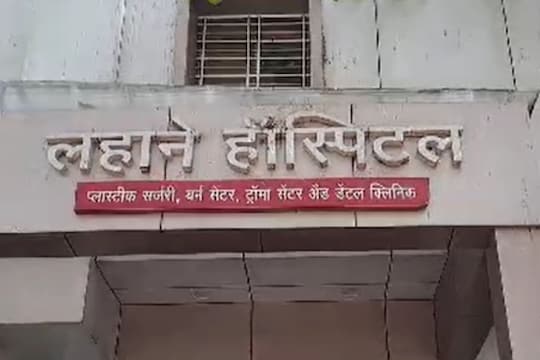 लहाने हॉस्पिटल
प्लास्टीक सर्जरी, बर्न सेंटर, ट्रॉमा सेंटर अँड डेंटल क्लिनिक